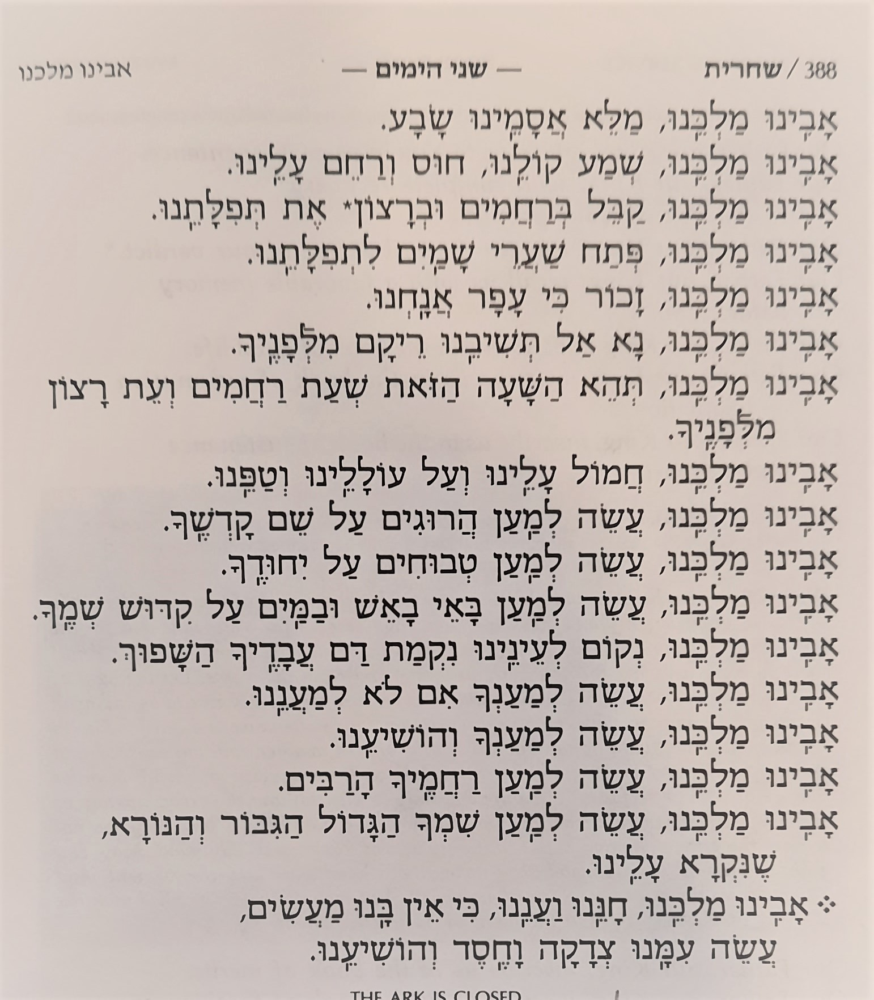 388 / שחרית — שני הימים — אבינו מלכנו
אָבִֽינוּ מַלְכֵּֽנוּ, מַלֵּא אֲסָמֵֽינוּ שָׂבָע.
אָבִֽינוּ מַלְכֵּֽנוּ, שְׁמַע קוֹלֵֽנוּ, חוּס וְרַחֵם עָלֵֽינוּ.
אָבִֽינוּ מַלְכֵּֽנוּ, קַבֵּל בְּרַחֲמִים וּבְרָצוֹן* אֶת תְּפִלָּתֵֽנוּ.
אָבִֽינוּ מַלְכֵּֽנוּ, פְּתַח שַׁעֲרֵי שָׁמַֽיִם לִתְפִלָּתֵֽנוּ.
אָבִֽינוּ מַלְכֵּֽנוּ, זָכוֹר כִּי עָפָר אֲנָֽחְנוּ.
אָבִֽינוּ מַלְכֵּֽנוּ, נָא אַל תְּשִׁיבֵֽנוּ רֵיקָם מִלְּפָנֶֽיךָ.
אָבִֽינוּ מַלְכֵּֽנוּ, תְּהֵא הַשָּׁעָה הַזֹּאת שְׁעַת רַחֲמִים וְעֵת רָצוֹן
מִלְּפָנֶֽיךָ.
אָבִֽינוּ מַלְכֵּֽנוּ, חֲמוֹל עָלֵֽינוּ וְעַל עוֹלָלֵֽינוּ וְטַפֵּֽנוּ.
אָבִֽינוּ מַלְכֵּֽנוּ, עֲשֵׂה לְמַֽעַן הֲרוּגִים עַל שֵׁם קָדְשֶֽׁךָ.
אָבִֽינוּ מַלְכֵּֽנוּ, עֲשֵׂה לְמַֽעַן טְבוּחִים עַל יִחוּדֶֽךָ.
אָבִֽינוּ מַלְכֵּֽנוּ, עֲשֵׂה לְמַֽעַן בָּאֵי בָאֵשׁ וּבַמַּֽיִם עַל קִדּוּשׁ שְׁמֶֽךָ.
אָבִֽינוּ מַלְכֵּֽנוּ, נְקוֹם לְעֵינֵֽינוּ נִקְמַת דַּם עֲבָדֶֽיךָ הַשָּׁפוּךְ.
אָבִֽינוּ מַלְכֵּֽנוּ, עֲשֵׂה לְמַעַנְךָ אִם לֹא לְמַעֲנֵֽנוּ.
אָבִֽינוּ מַלְכֵּֽנוּ, עֲשֵׂה לְמַעַנְךָ וְהוֹשִׁיעֵֽנוּ.
אָבִֽינוּ מַלְכֵּֽנוּ, עֲשֵׂה לְמַֽעַן רַחֲמֶֽיךָ הָרַבִּים.
אָבִֽינוּ מַלְכֵּֽנוּ, עֲשֵׂה לְמַֽעַן שִׁמְךָ הַגָּדוֹל הַגִּבּוֹר וְהַנּוֹרָא,
שֶׁנִּקְרָא עָלֵֽינוּ.
❖ אָבִֽינוּ מַלְכֵּֽנוּ, חָנֵּֽנוּ וַעֲנֵֽנוּ, כִּי אֵין בָּֽנוּ מַעֲשִׂים,
עֲשֵׂה עִמָּֽנוּ צְדָקָה וָחֶֽסֶד וְהוֹשִׁיעֵֽנוּ.
THE ARK IS CLOSED